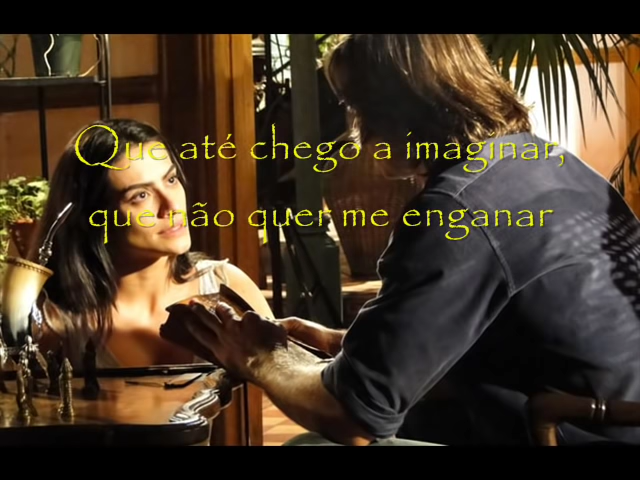 Que até chego a imaginar,
que não quer me enganar